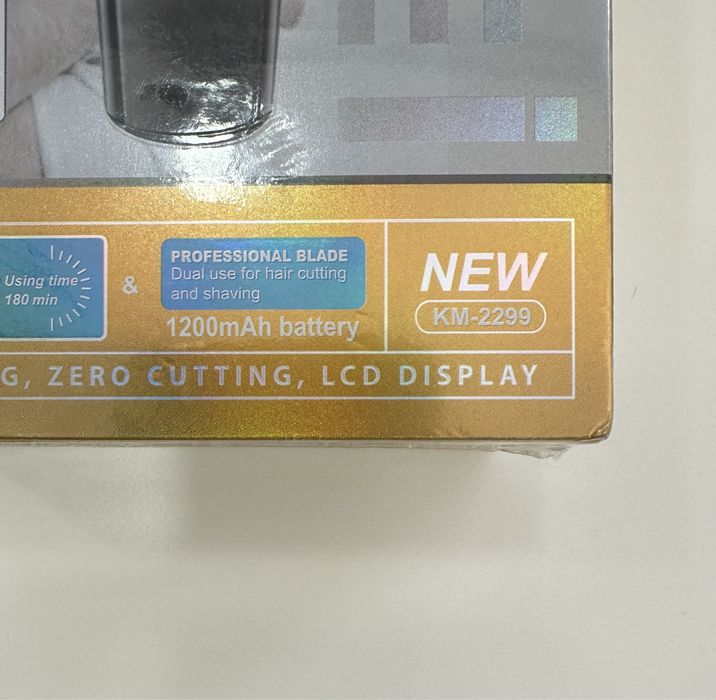 Using time
180 min
&
PROFESSIONAL BLADE
Dual use for hair cutting
and shaving
1200mAh battery
NEW
KM-2299
G, ZERO CUTTING, LCD DISPLAY